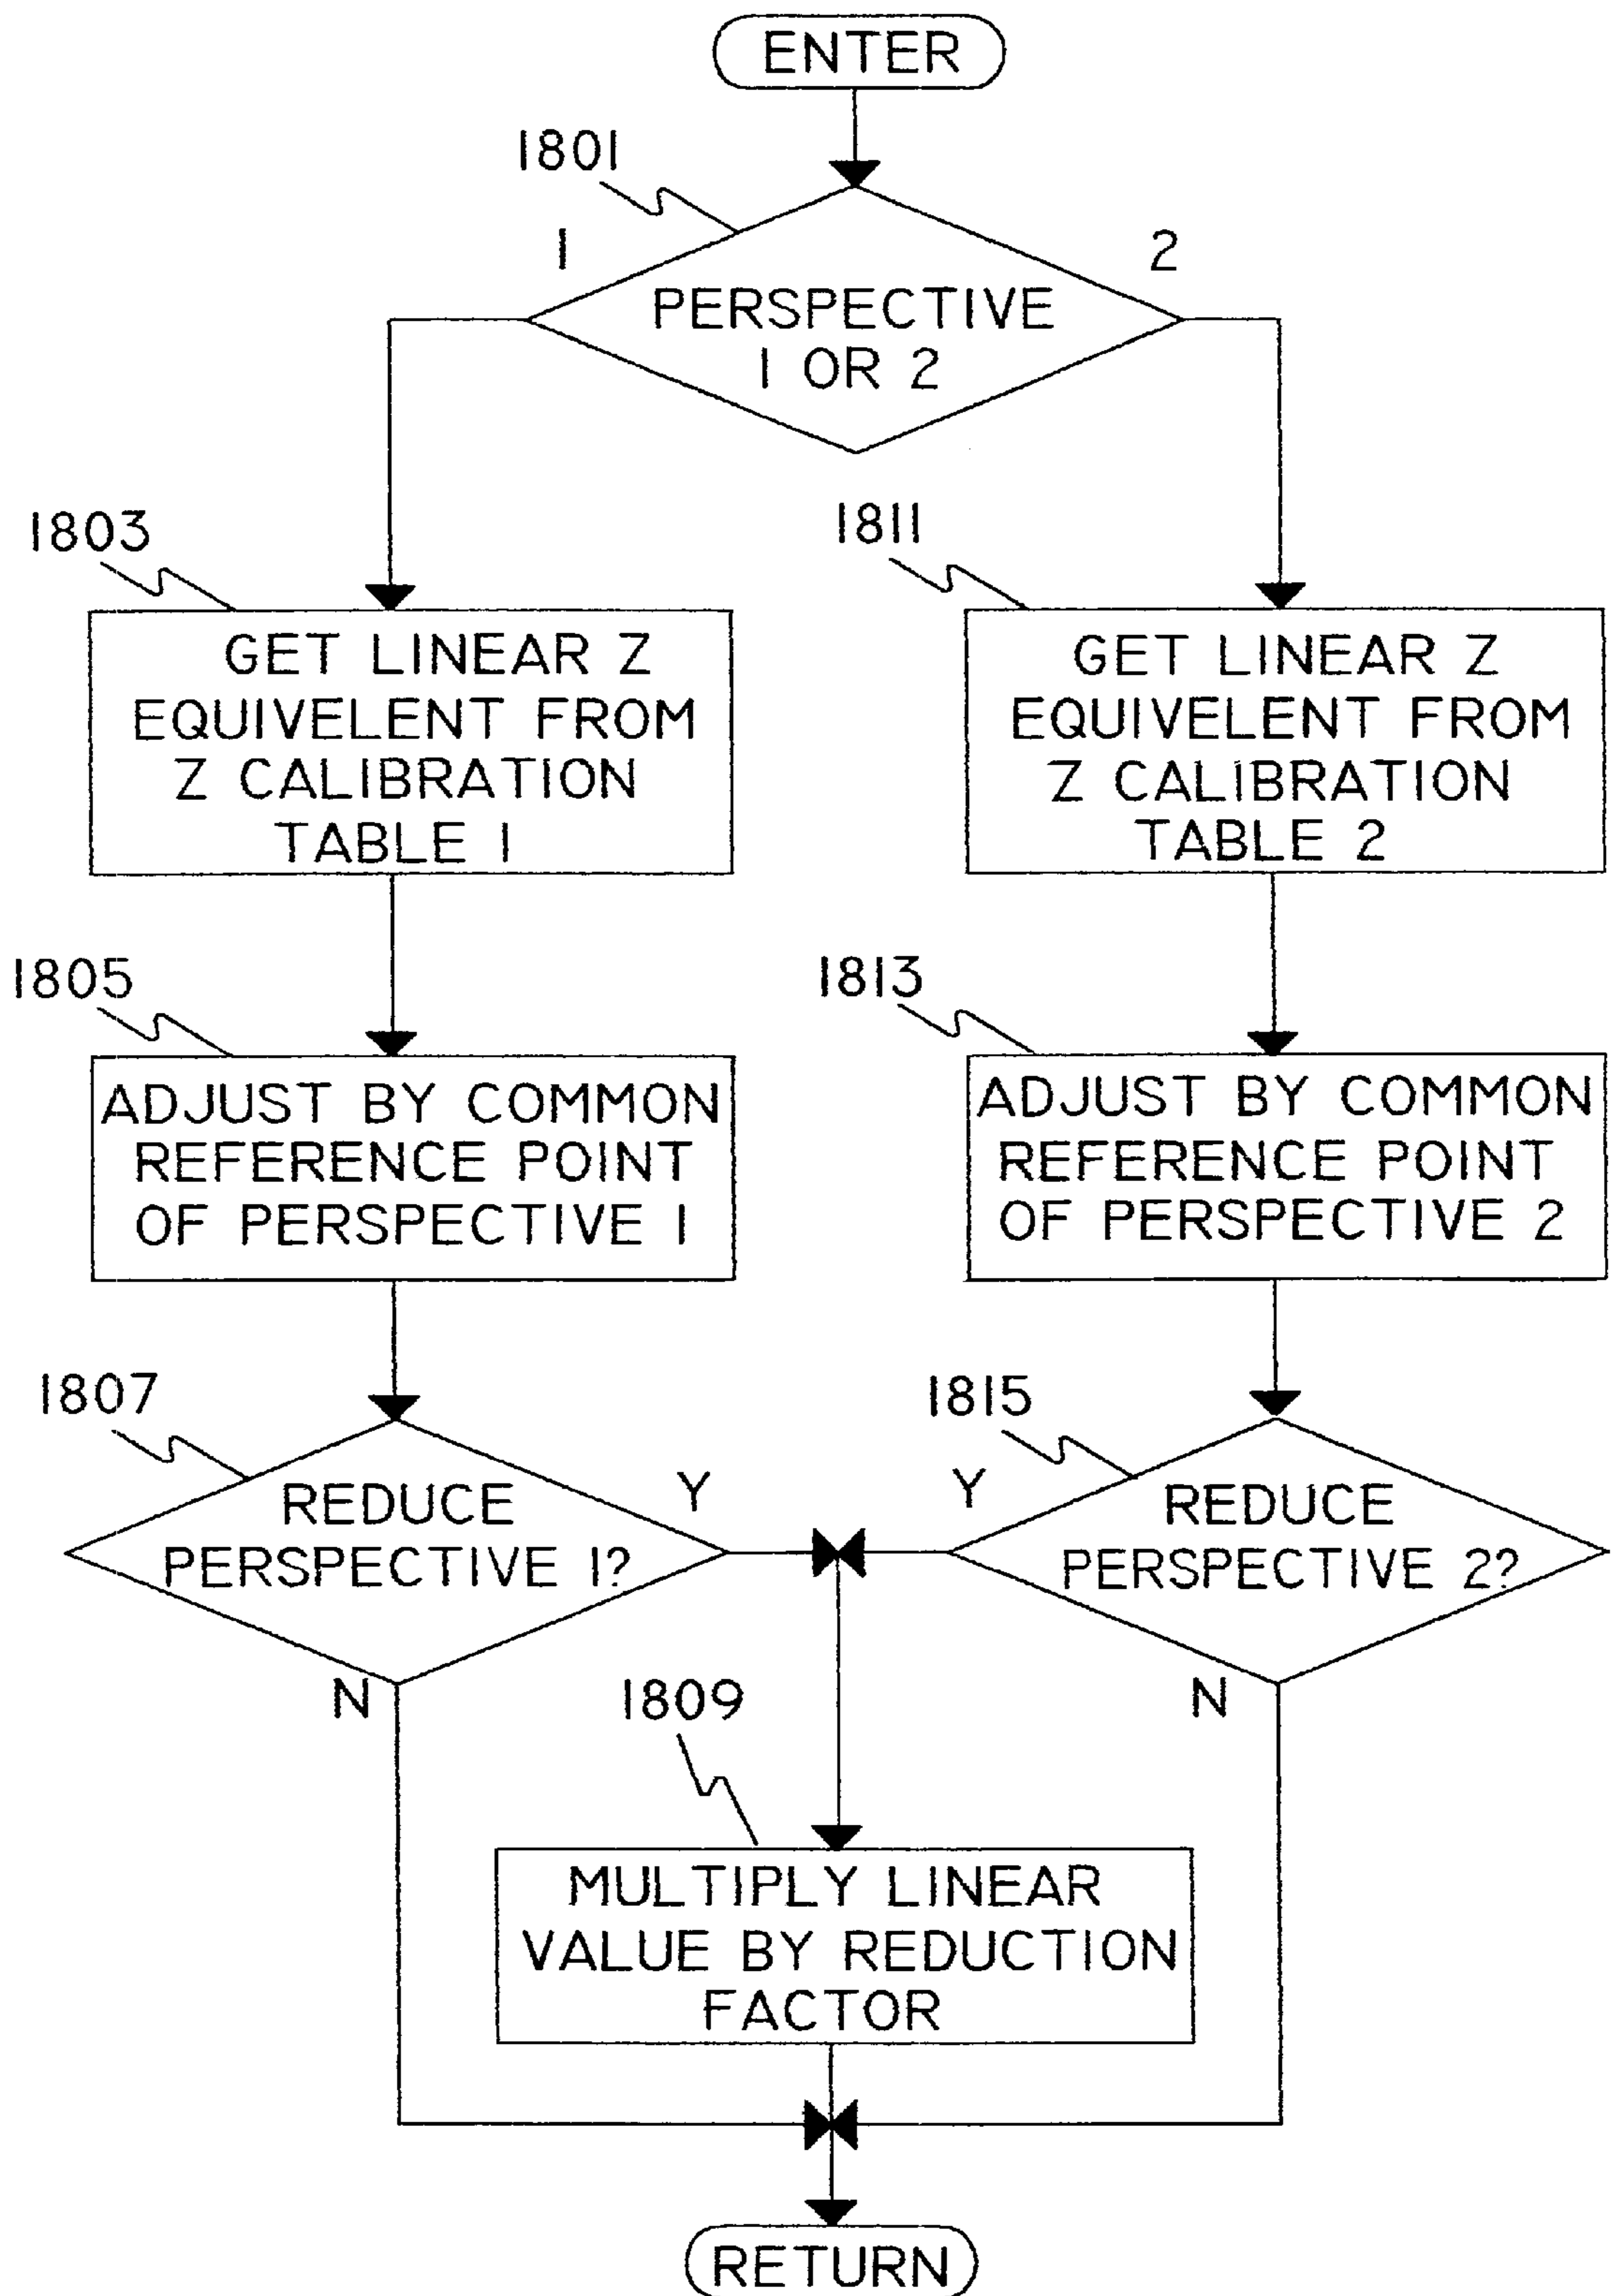 ENTER
1801
1
2
PERSPECTIVE
1 OR 2
1803
GET LINEAR Z
EQUIVELENT FROM
Z CALIBRATION
TABLE 1
1811
GET LINEAR Z
EQUIVELENT FROM
Z CALIBRATION
TABLE 2
1805
ADJUST BY COMMON
REFERENCE POINT
OF PERSPECTIVE 1
1813
ADJUST BY COMMON
REFERENCE POINT
OF PERSPECTIVE 2
1807
REDUCE
PERSPECTIVE 1?
Y
N
1815
Y
REDUCE
PERSPECTIVE 2?
N
1809
MULTIPLY LINEAR
VALUE BY REDUCTION
FACTOR
RETURN